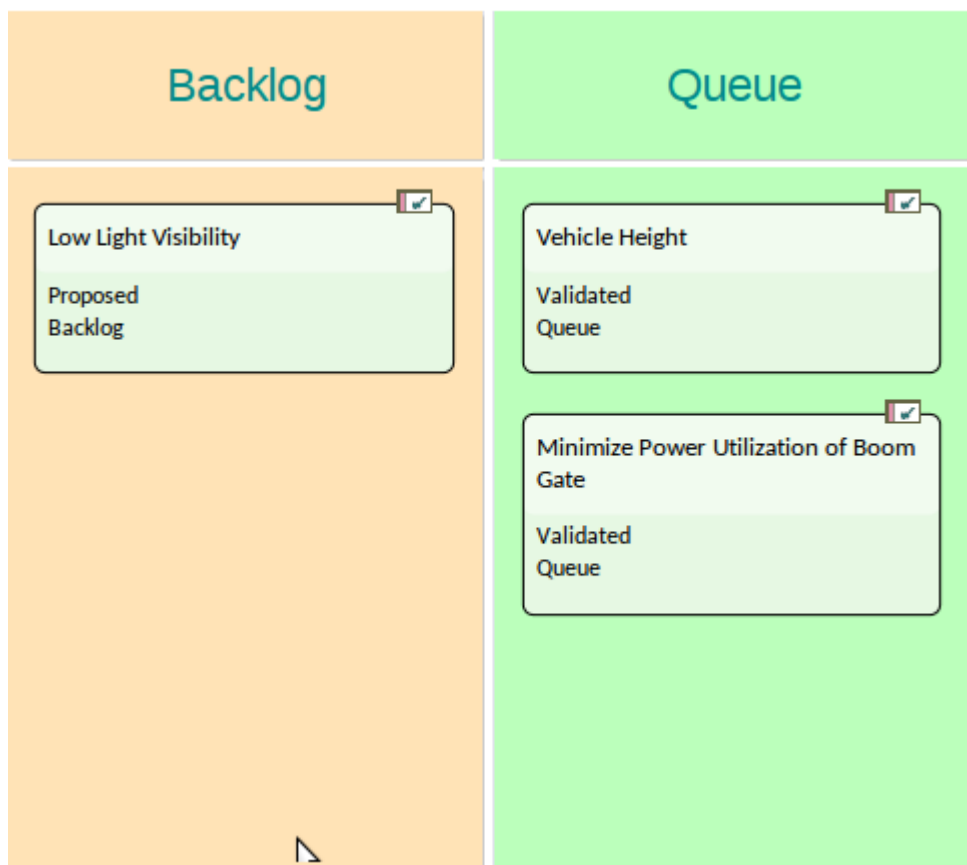 Backlog
Queue
Low Light Visibility
Proposed
Backlog
Vehicle Height
Validated
Queue
Minimize Power Utilization of Boom
Gate
Validated
Queue